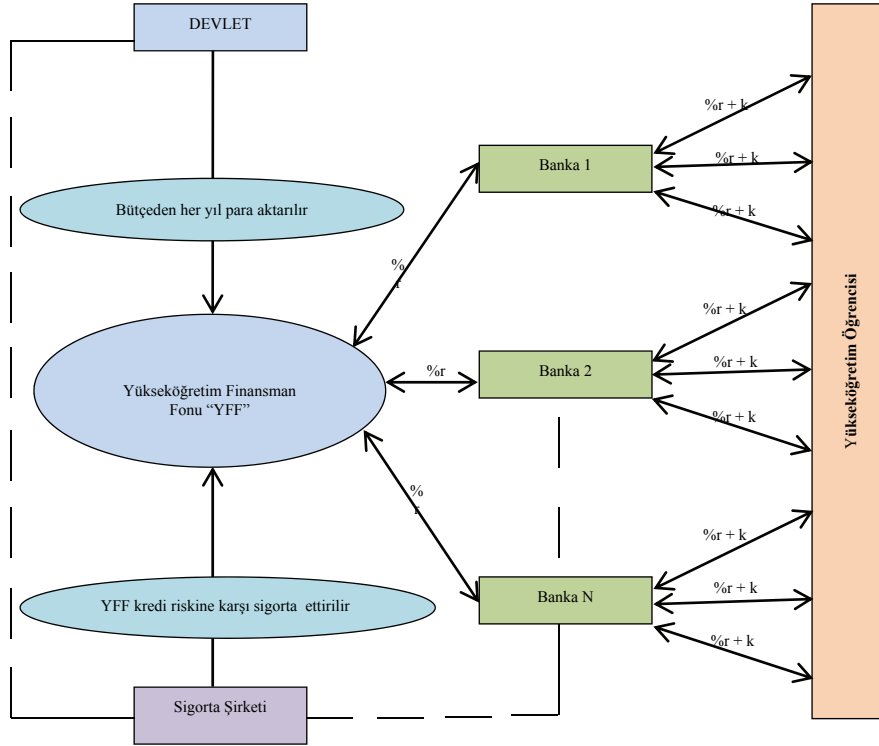 DEVLET
Bütçeden her yıl para aktarılır
Yükseköğretim Finansman
Fonu “YFF”
YFF kredi riskine karşı sigorta ettirilir
Sigorta Şirketi
%
r
%r
%
r
Banka 1
Banka 2
Banka N
%r + k
%r + k
%r + k
%r + k
%r + k
%r + k
%r + k
%r + k
%r + k
Yükseköğretim Öğrencisi